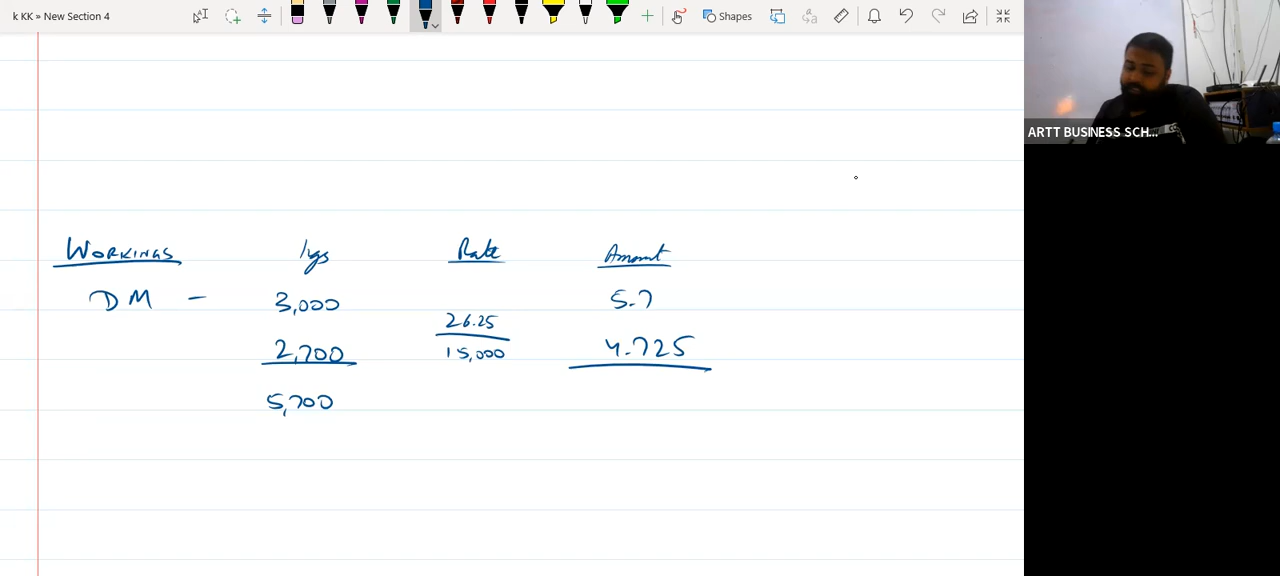 k KK » New Section 4
Shapes
ARTT BUSINESS SCH...
WORKINGS kgs Rate Amount
DM - 3,000 5.7
26.25
2,700 15,000 4.725
5,700